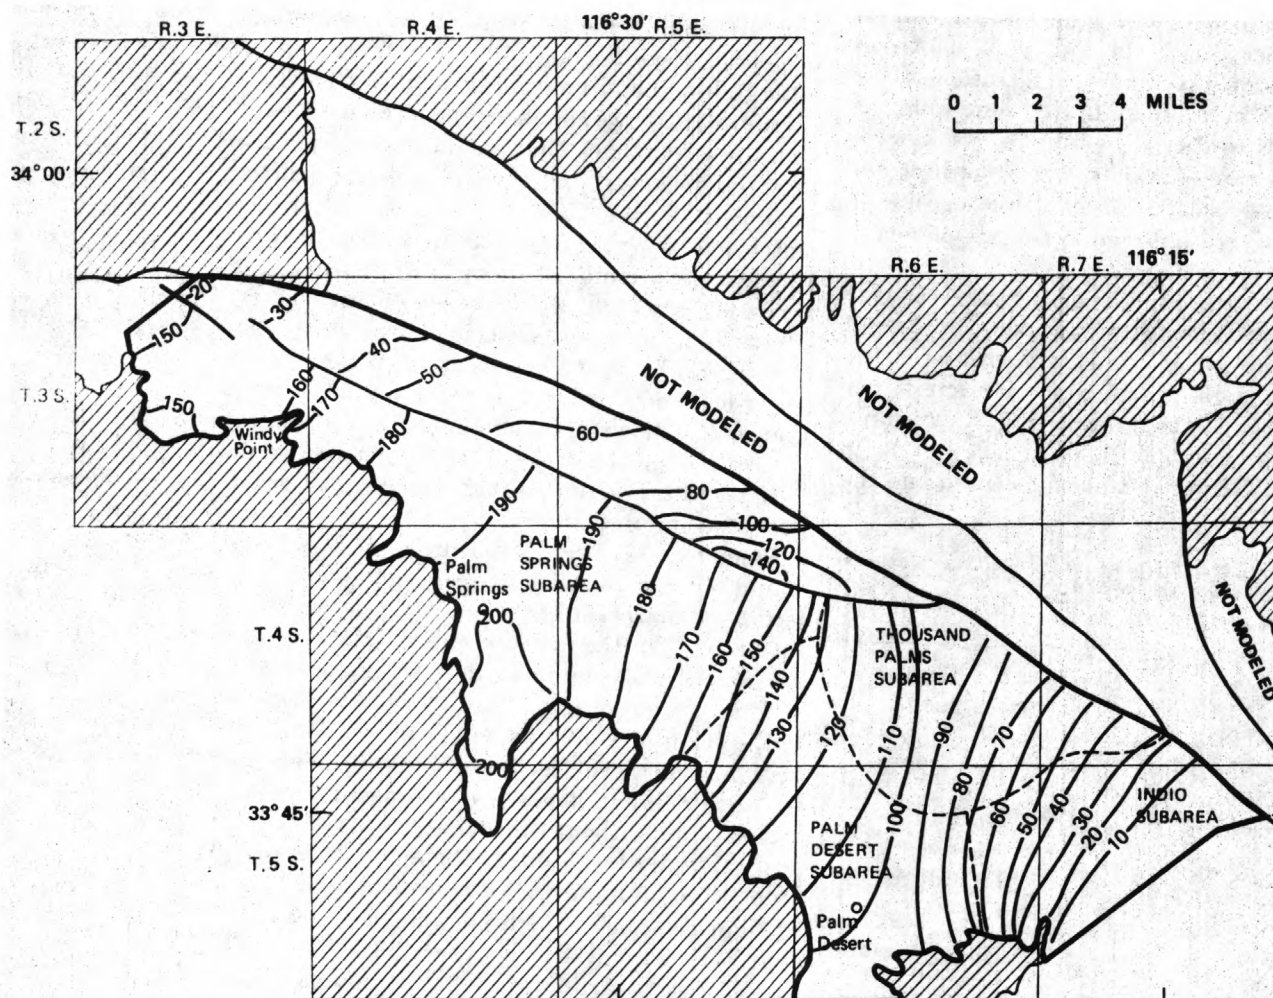 R.3 E.
R.4 E.
116°30′
R.5 E.
0 1 2 3 4 MILES
T.2 S.
34°00′
R.6 E.
R.7 E.
116°15′
-20
-30
150
40
50
160
170
150
T.3 S.
Windy
Point
180
60
NOT MODELED
NOT MODELED
80
190
190
100
120
140
PALM
SPRINGS
SUBAREA
Palm
Springs
200
180
170
160
150
140
130
120
110
THOUSAND
PALMS
SUBAREA
NOT MODELED
T.4 S.
90
70
80
100
60
50
40
30
20
10
200
33°45′
INDIO
SUBAREA
PALM
DESERT
SUBAREA
T.5 S.
Palm
Desert